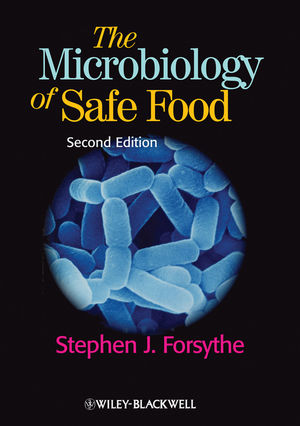 The
Microbiology
of Safe Food
Second Edition
Stephen J. Forsythe
WILEY-BLACKWELL